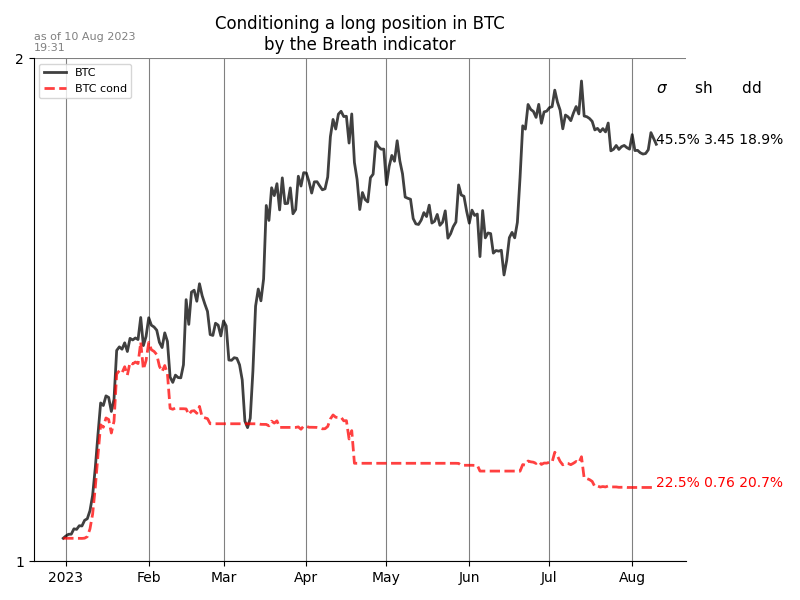 Conditioning a long position in BTC
by the Breath indicator
as of 10 Aug 2023
19:31
2
BTC
BTC cond
σ sh dd
45.5% 3.45 18.9%
22.5% 0.76 20.7%
1
2023 Feb Mar Apr May Jun Jul Aug